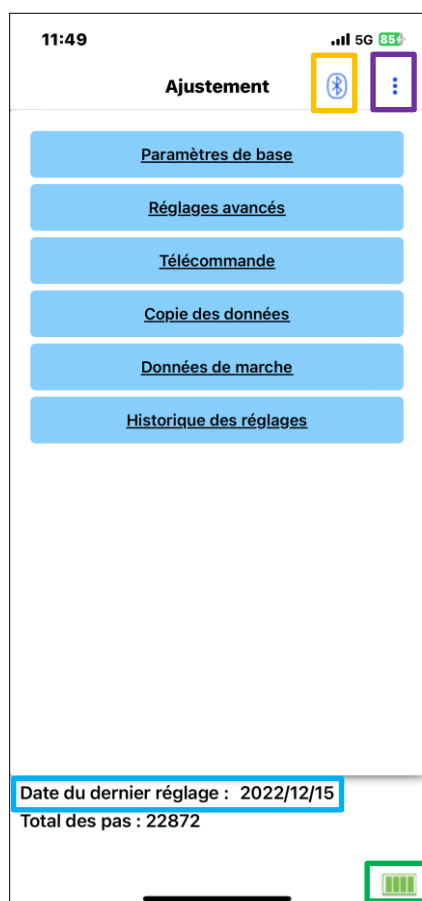 11:49 5G 85
Ajustement
Paramètres de base
Réglages avancés
Télécommande
Copie des données
Données de marche
Historique des réglages
Date du dernier réglage : 2022/12/15
Total des pas : 22872